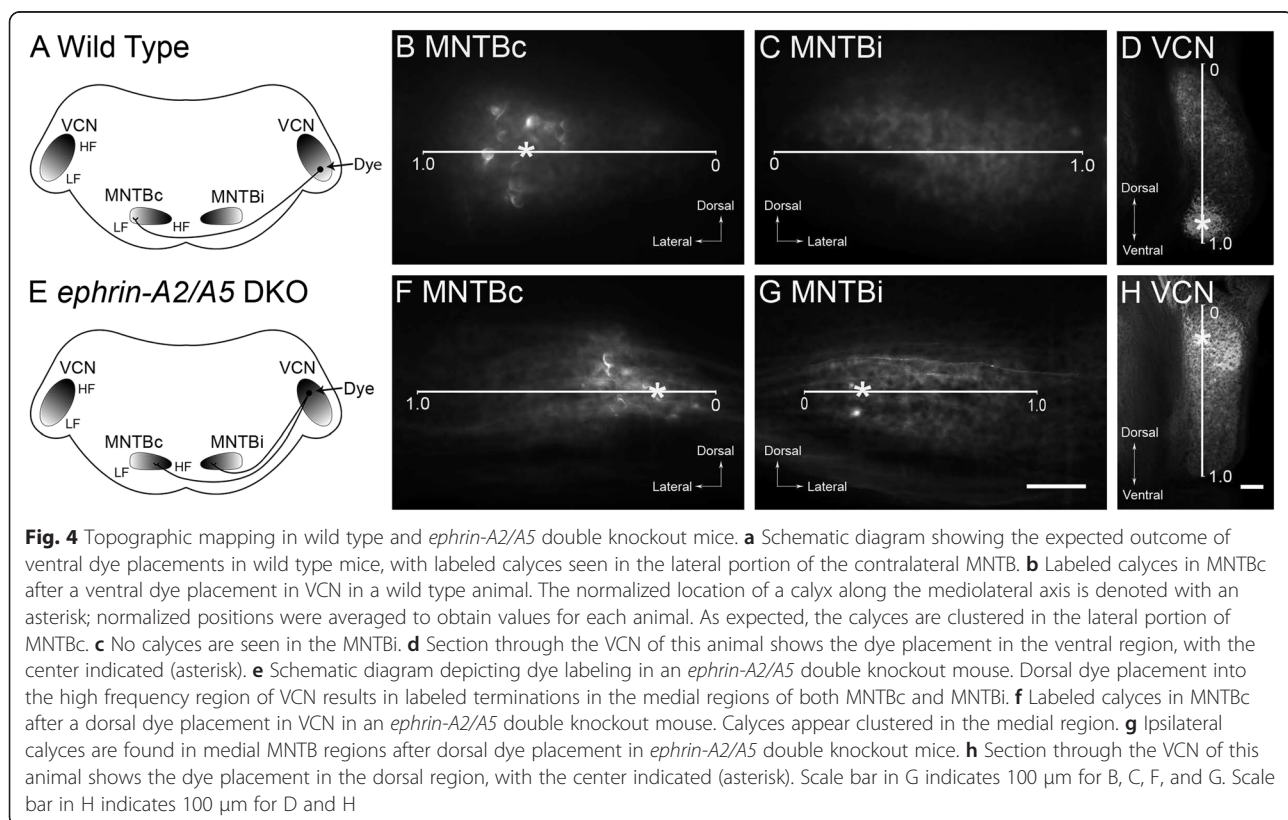 A Wild Type
VCN
HF
LF
VCN
Dye
MNTBc
MNTBi
LF
HF
B MNTBc
1.0
0
Dorsal
Lateral
C MNTBi
0
1.0
Dorsal
Lateral
D VCN
0
Dorsal
Ventral
1.0
E ephrin-A2/A5 DKO
VCN
HF
LF
VCN
Dye
MNTBc
MNTBi
LF
HF
F MNTBc
1.0
0
Dorsal
Lateral
G MNTBi
0
1.0
Dorsal
Lateral
H VCN
0
Dorsal
Ventral
1.0
Fig. 4 Topographic mapping in wild type and ephrin-A2/A5 double knockout mice. a Schematic diagram showing the expected outcome of
ventral dye placements in wild type mice, with labeled calyces seen in the lateral portion of the contralateral MNTB. b Labeled calyces in MNTBc
after a ventral dye placement in VCN in a wild type animal. The normalized location of a calyx along the mediolateral axis is denoted with an
asterisk; normalized positions were averaged to obtain values for each animal. As expected, the calyces are clustered in the lateral portion of
MNTBc. c No calyces are seen in the MNTBi. d Section through the VCN of this animal shows the dye placement in the ventral region, with the
center indicated (asterisk). e Schematic diagram depicting dye labeling in an ephrin-A2/A5 double knockout mouse. Dorsal dye placement into
the high frequency region of VCN results in labeled terminations in the medial regions of both MNTBc and MNTBi. f Labeled calyces in MNTBc
after a dorsal dye placement in VCN in an ephrin-A2/A5 double knockout mouse. Calyces appear clustered in the medial region. g Ipsilateral
calyces are found in medial MNTB regions after dorsal dye placement in ephrin-A2/A5 double knockout mice. h Section through the VCN of this
animal shows the dye placement in the dorsal region, with the center indicated (asterisk). Scale bar in G indicates 100 μm for B, C, F, and G. Scale
bar in H indicates 100 μm for D and H